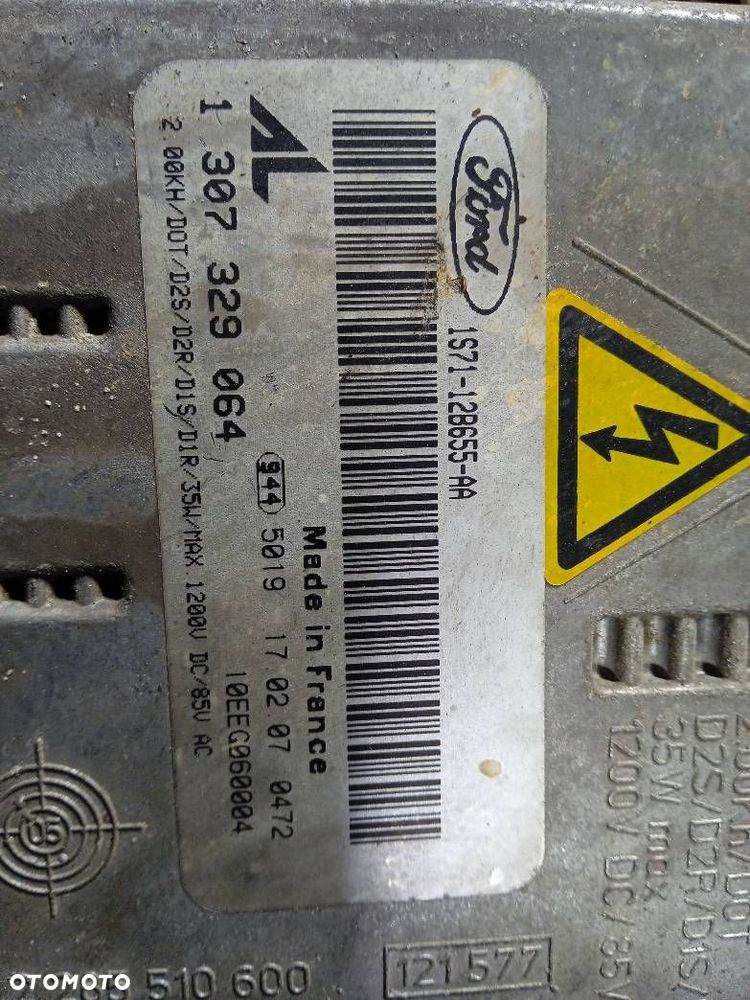 Ford
1S71-12B655-AA
Made in France
944 5019 17.02.07 0472
10EEG060004
AL
1 307 329 064
2.00KH/DOT/D2S/D2R/D1S/D1R/35W/MAX 1200V DC/85V AC
D2S/D2R/D1S/
35W max
1200V DC/85V
510 600
121577
05
OTOMOTO